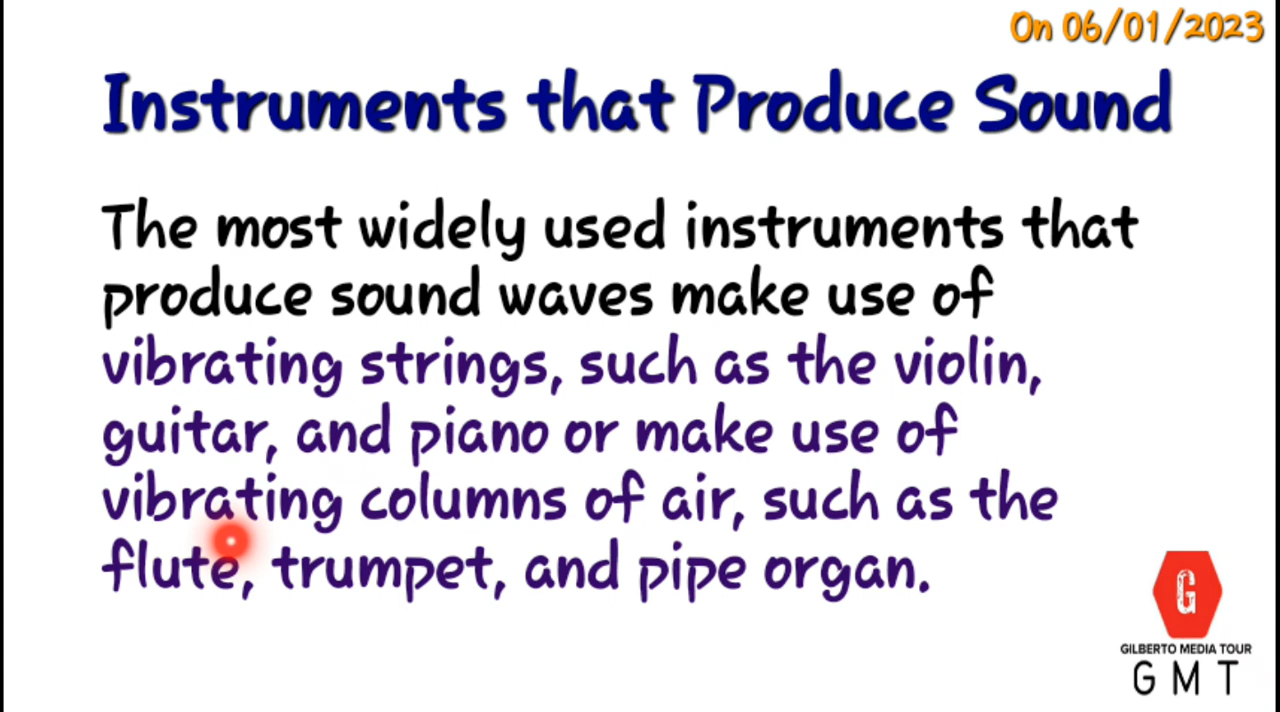 On 06/01/2023
Instruments that Produce Sound
The most widely used instruments that
produce sound waves make use of
vibrating strings, such as the violin,
guitar, and piano or make use of
vibrating columns of air, such as the
flute, trumpet, and pipe organ.
G
GILBERTO MEDIA TOUR
G M T